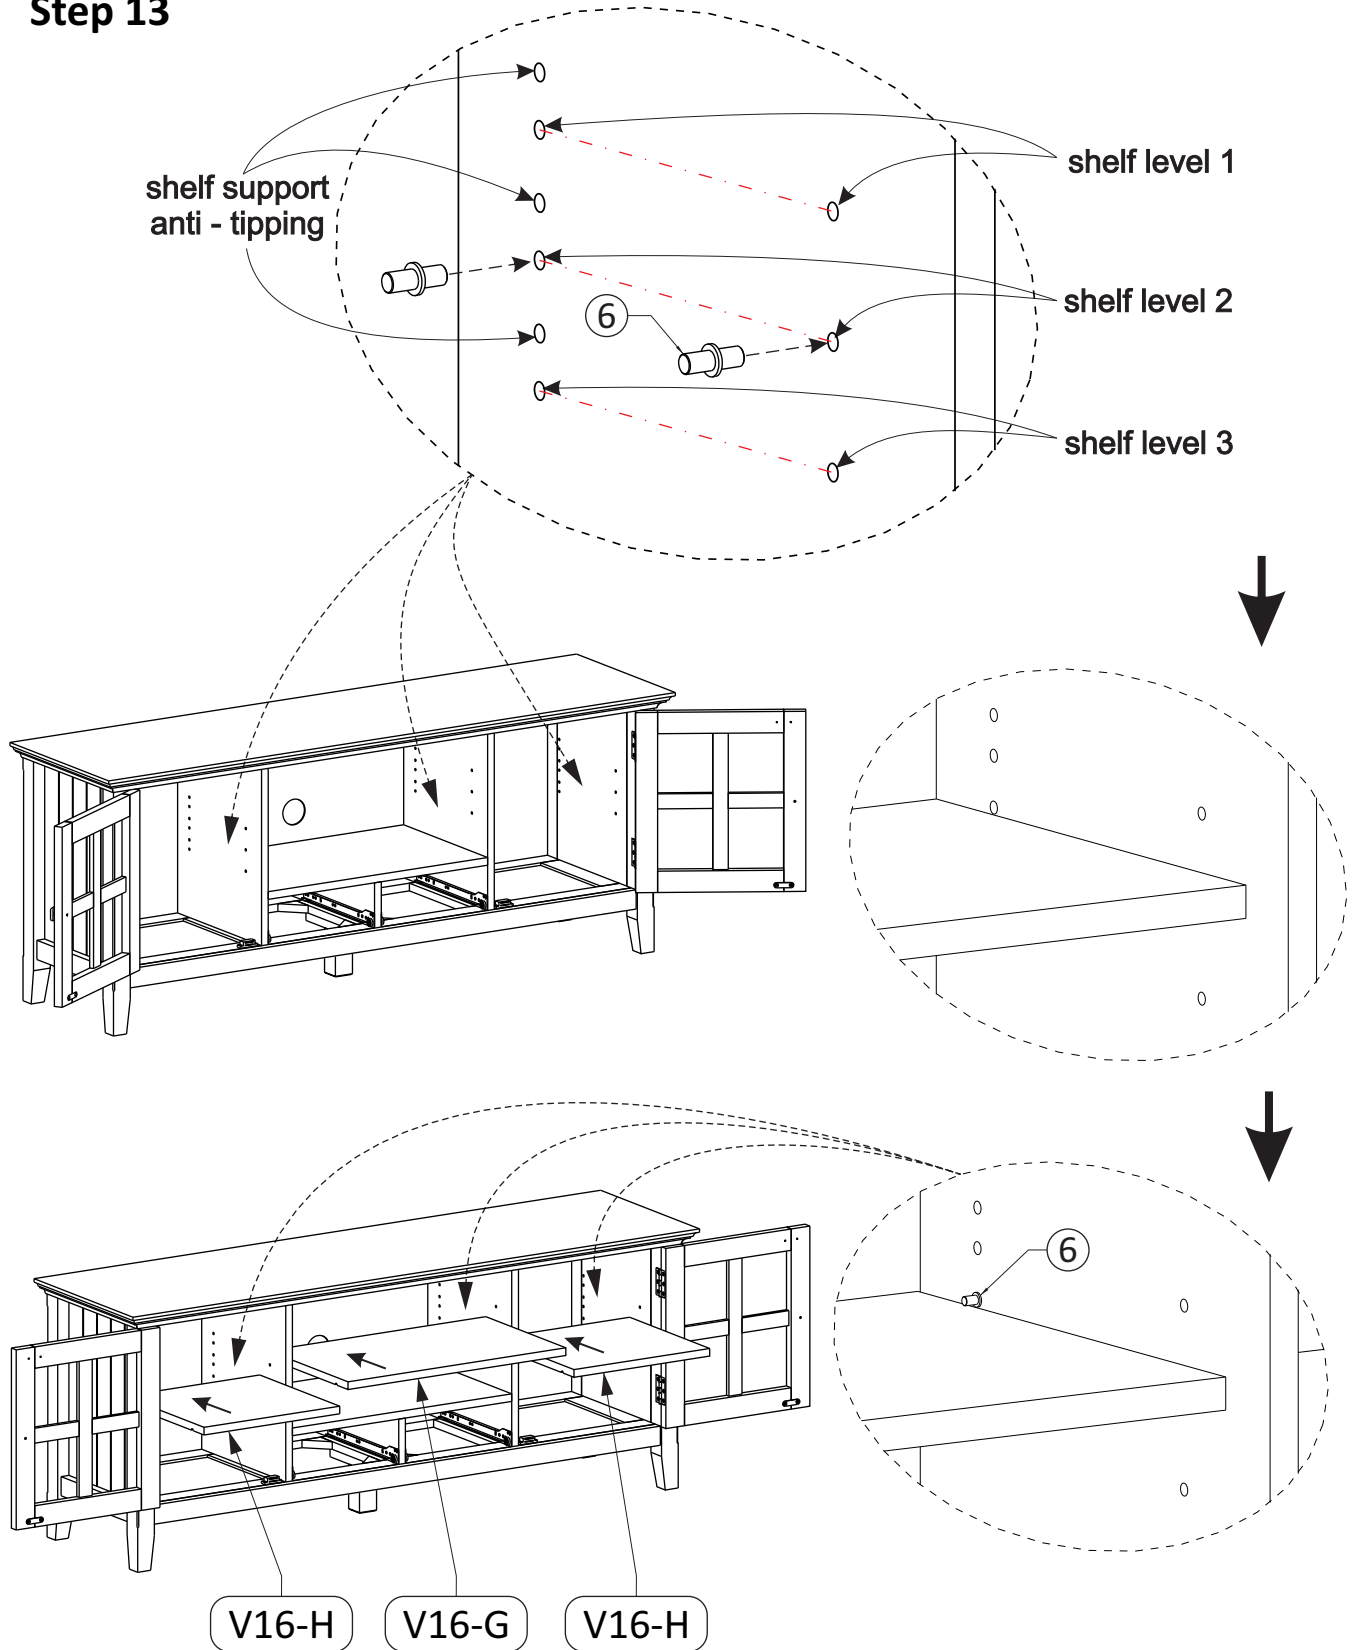 Step 13
shelf level 1
shelf support
anti - tipping
shelf level 2
6
shelf level 3
6
V16-H
V16-G
V16-H